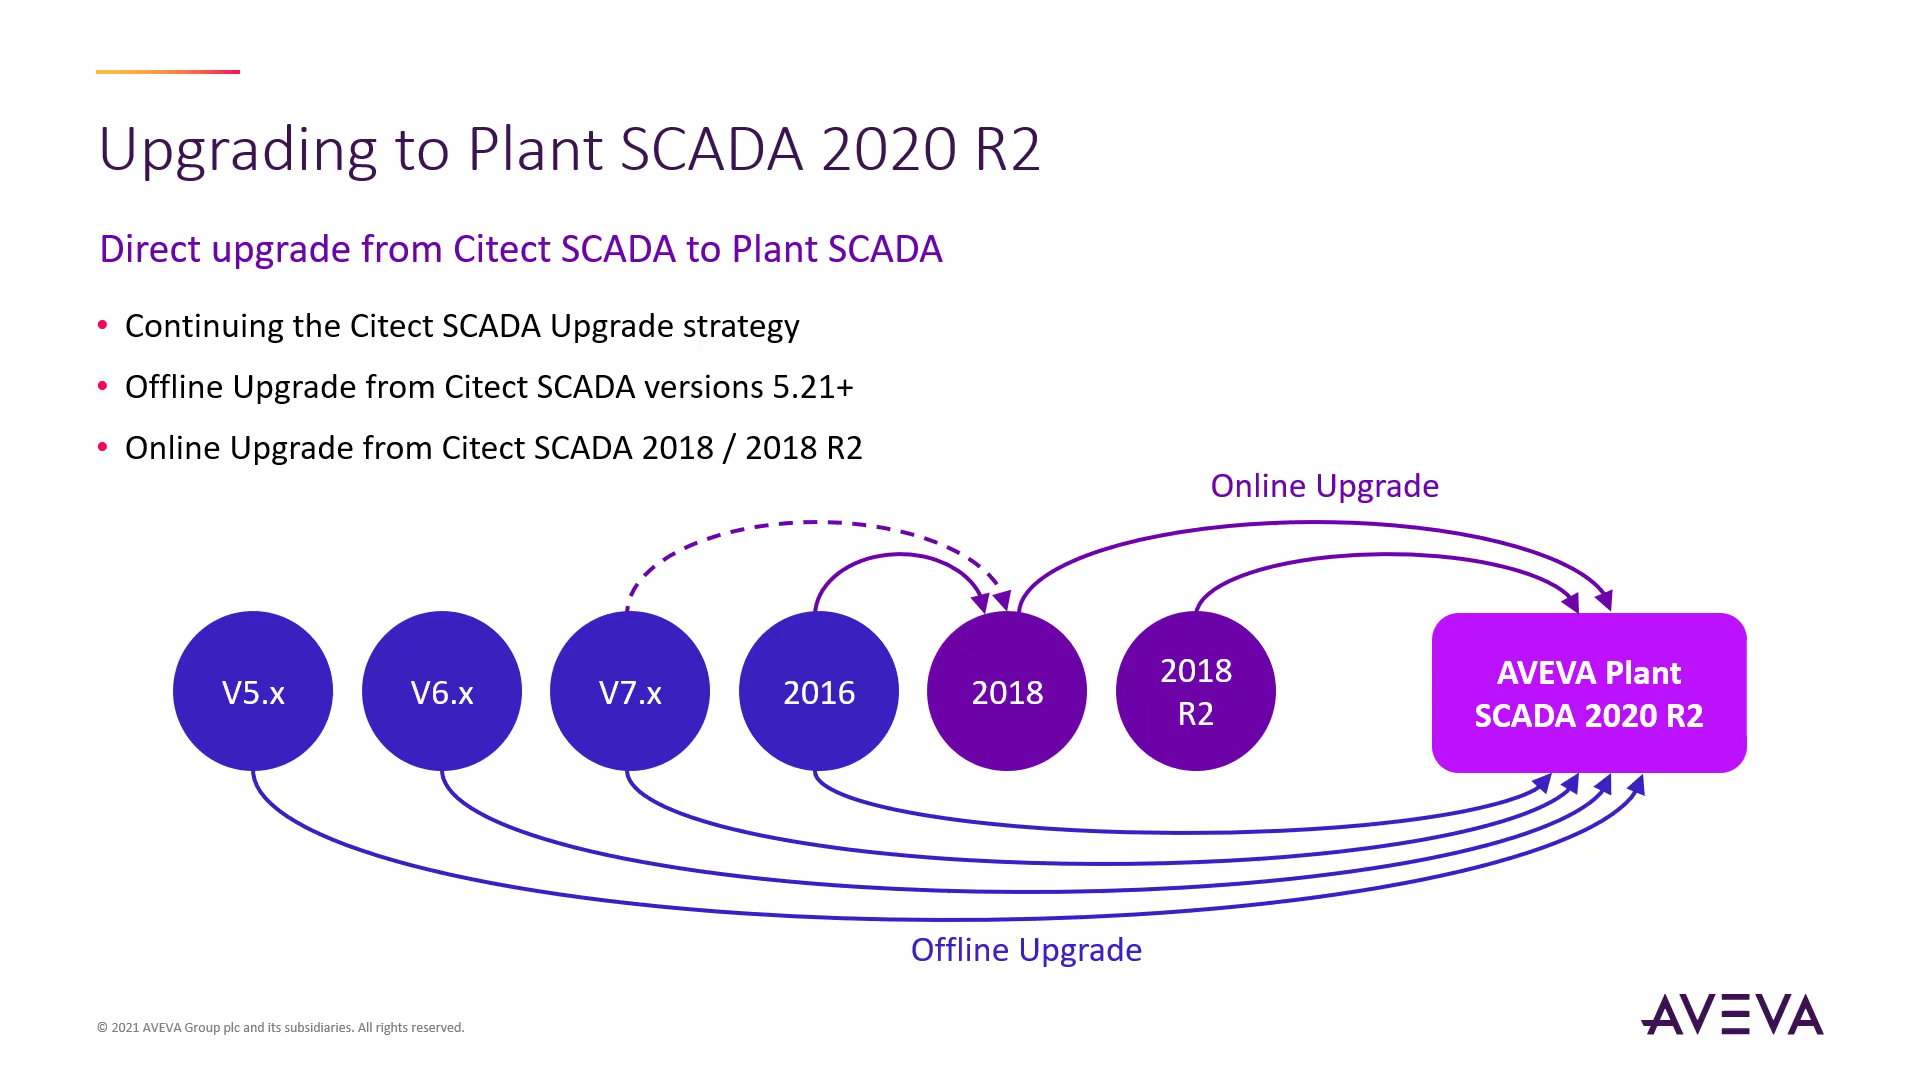 Upgrading to Plant SCADA 2020 R2
Direct upgrade from Citect SCADA to Plant SCADA
• Continuing the Citect SCADA Upgrade strategy
• Offline Upgrade from Citect SCADA versions 5.21+
• Online Upgrade from Citect SCADA 2018 / 2018 R2
Online Upgrade
V5.x
V6.x
V7.x
2016
2018
2018
R2
AVEVA Plant
SCADA 2020 R2
Offline Upgrade
© 2021 AVEVA Group plc and its subsidiaries. All rights reserved.
AVEVA